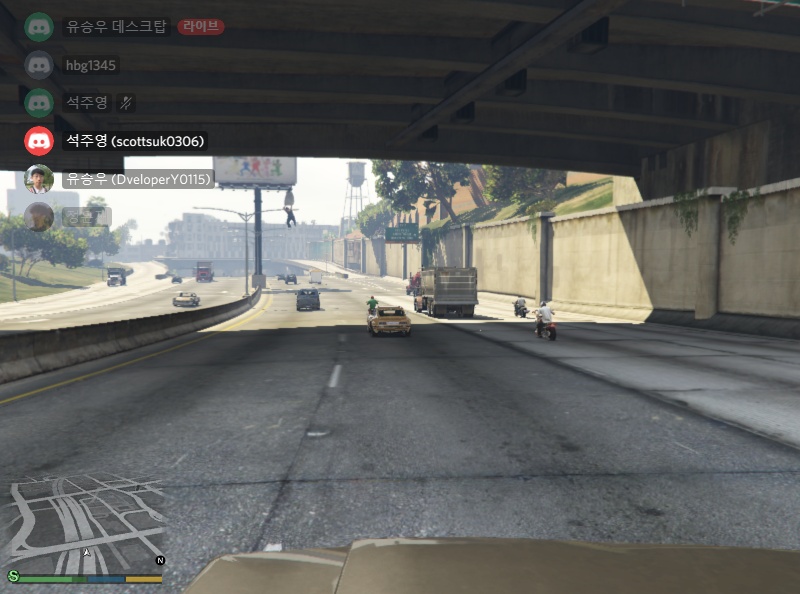 유승우 데스크탑 라이브
hbg1345
석주영
석주영 (scottsuk0306)
유승우 (DveloperY0115)
N
S